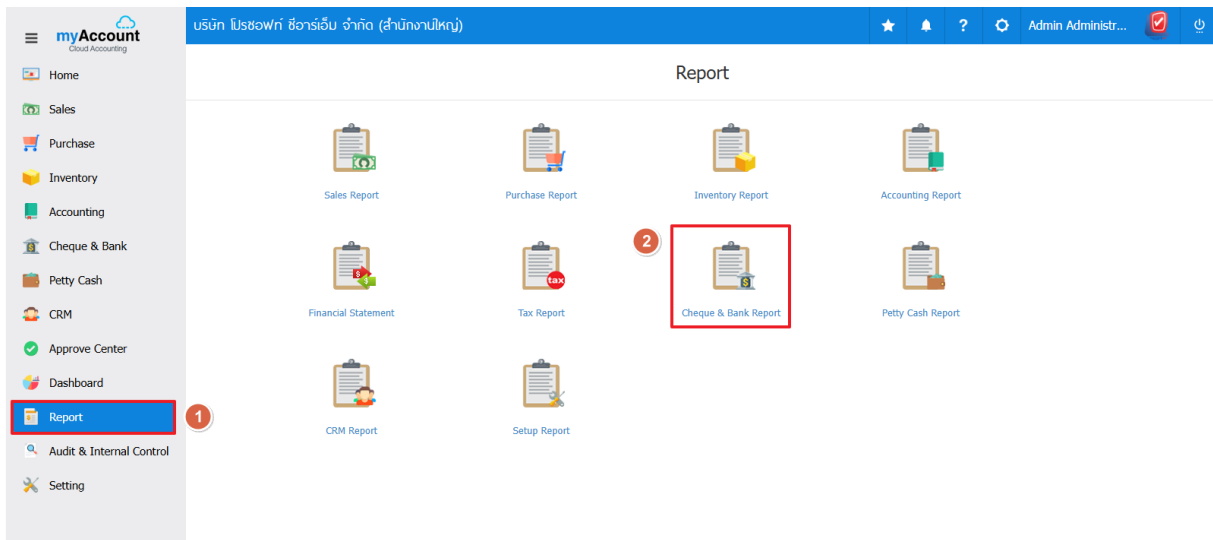 myAccount
Cloud Accounting
บริษัท โปรซอฟท์ ซีอาร์เอ็ม จำกัด (สำนักงานใหญ่)
?
Admin Administr...
Home
Sales
Purchase
Inventory
Accounting
Cheque & Bank
Petty Cash
CRM
Approve Center
Dashboard
Report
1
Audit & Internal Control
Setting
Report
Sales Report
Purchase Report
Inventory Report
Accounting Report
2
$
tax
$
Financial Statement
Tax Report
Cheque & Bank Report
Petty Cash Report
CRM Report
Setup Report